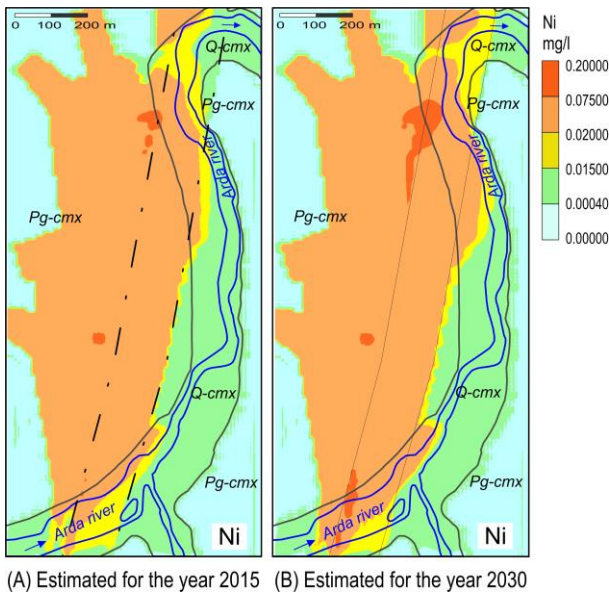 0 100 200 m
Q-cmx
Pg-cmx
Arda river
Pg-cmx
Q-cmx
Pg-cmx
Arda river
Ni
(A) Estimated for the year 2015
0 100 200 m
Q-cmx
Pg-cmx
Arda river
Pg-cmx
Q-cmx
Pg-cmx
Arda river
Ni
(B) Estimated for the year 2030
Ni
mg/l
0.20000
0.07500
0.02000
0.01500
0.00040
0.00000